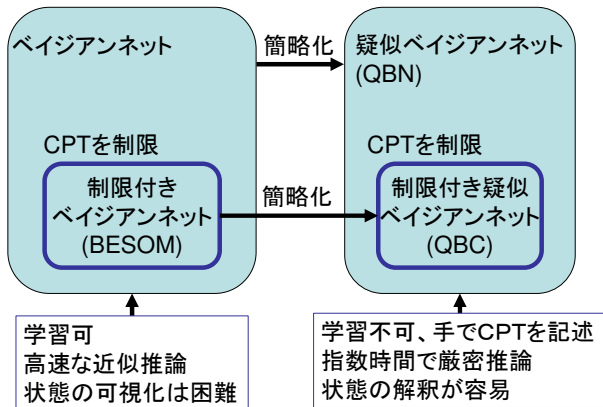 ベイジアンネット
簡略化
疑似ベイジアンネット
(QBN)
CPTを制限
CPTを制限
制限付き
ベイジアンネット
(BESOM)
簡略化
制限付き疑似
ベイジアンネット
(QBC)
学習可
高速な近似推論
状態の可視化は困難
学習不可、手でCPTを記述
指数時間で厳密推論
状態の解釈が容易